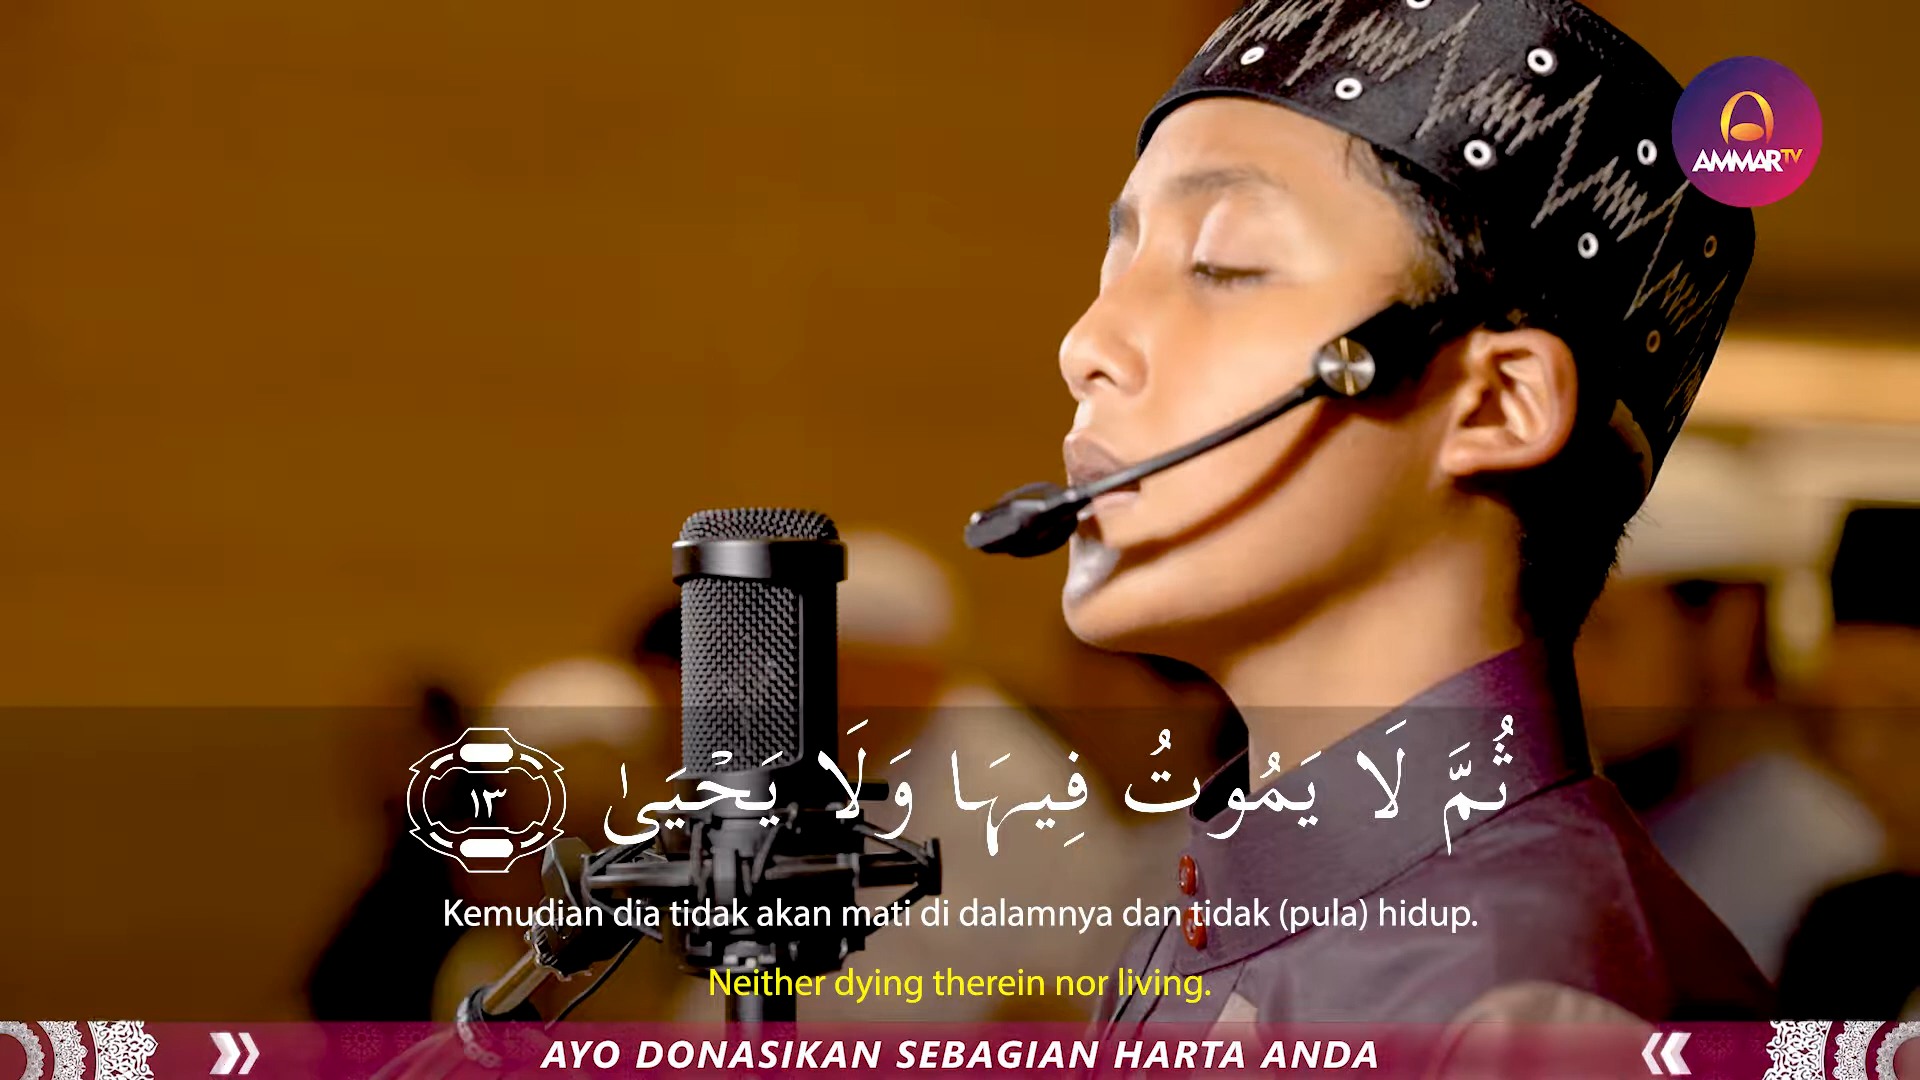 AMMARTV
ثُمَّ لَا يَمُوتُ فِيهَا وَلَا يَحْيَىٰ ١٣
Kemudian dia tidak akan mati di dalamnya dan tidak (pula) hidup.
Neither dying therein nor living.
AYO DONASIKAN SEBAGIAN HARTA ANDA